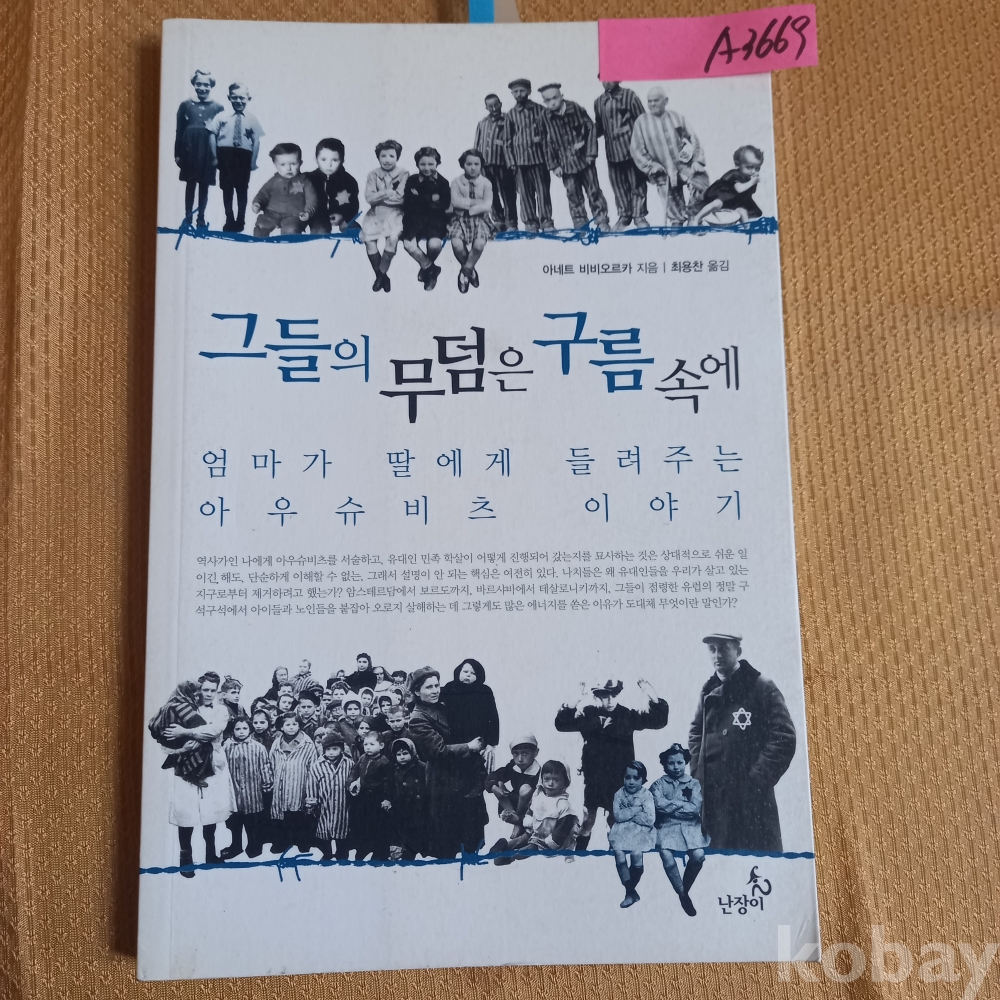 A3669
아네트 비비오르카 지음 | 최용찬 옮김
그들의 무덤은 구름 속에
엄마가 딸에게 들려주는
아우슈비츠 이야기
역사가인 나에게 아우슈비츠를 서술하고, 유대인 민족 학살이 어떻게 진행되어 갔는지를 묘사하는 것은 상대적으로 쉬운 일
이긴 해도, 단순하게 이해할 수 없는, 그래서 설명이 안 되는 핵심은 여전히 있다. 나치들은 왜 유대인들을 우리가 살고 있는
지구로부터 제거하려고 했는가? 암스테르담에서 보르도까지, 바르샤바에서 테살로니키까지, 그들이 점령한 유럽의 정말 구
석구석에서 아이들과 노인들을 붙잡아 오로지 살해하는 데 그렇게도 많은 에너지를 쏟은 이유가 도대체 무엇이란 말인가?
난장이
kobay